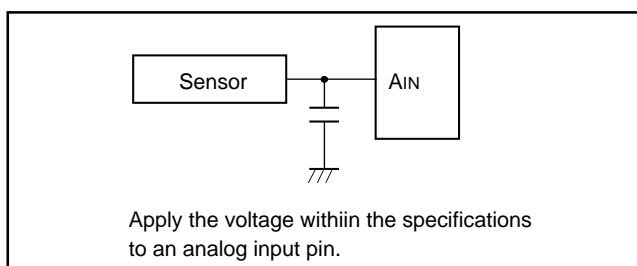 Sensor
AIN
Apply the voltage withiin the specifications
to an analog input pin.